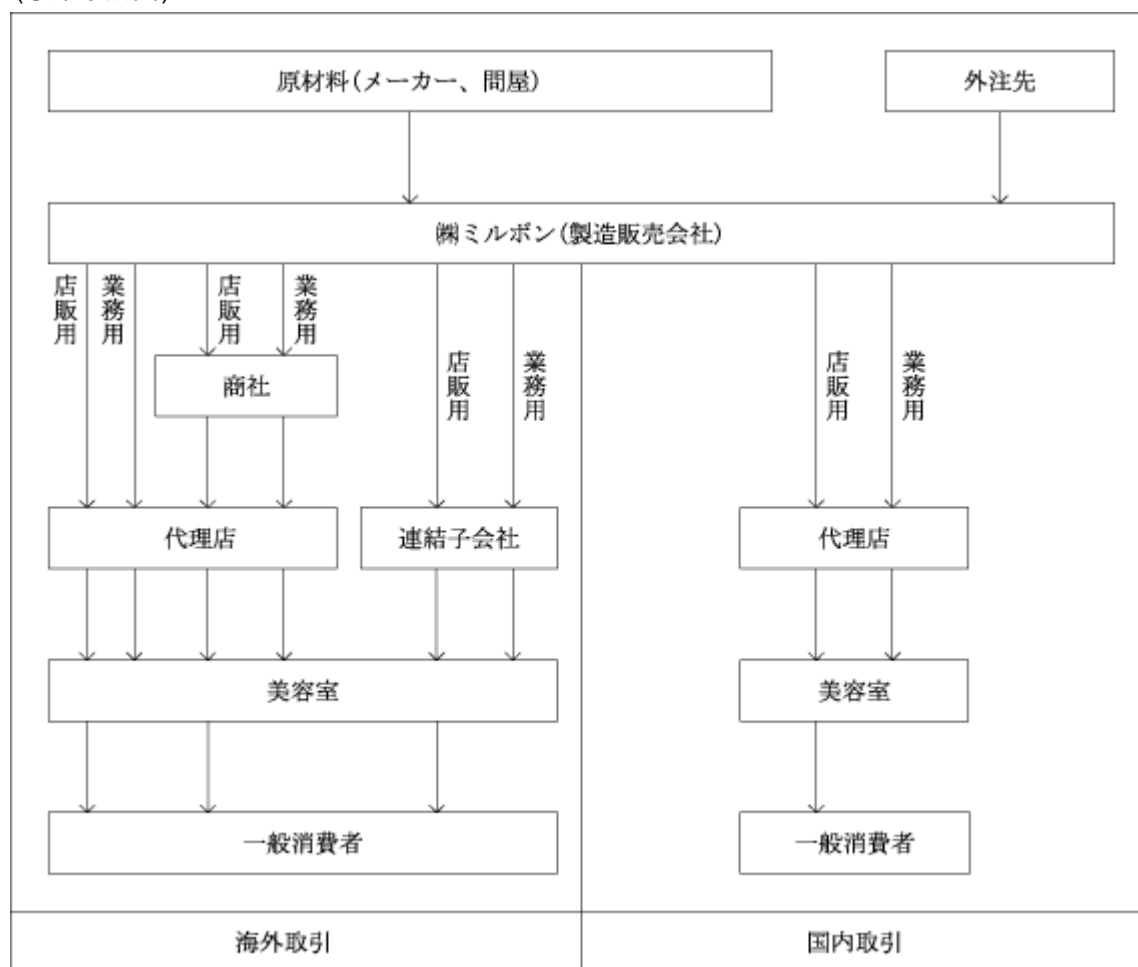 原材料(メーカー、問屋)
外注先
㈱ミルボン(製造販売会社)
店販用
業務用
店販用
業務用
店販用
業務用
店販用
業務用
商社
代理店
連結子会社
代理店
美容室
美容室
一般消費者
一般消費者
海外取引
国内取引